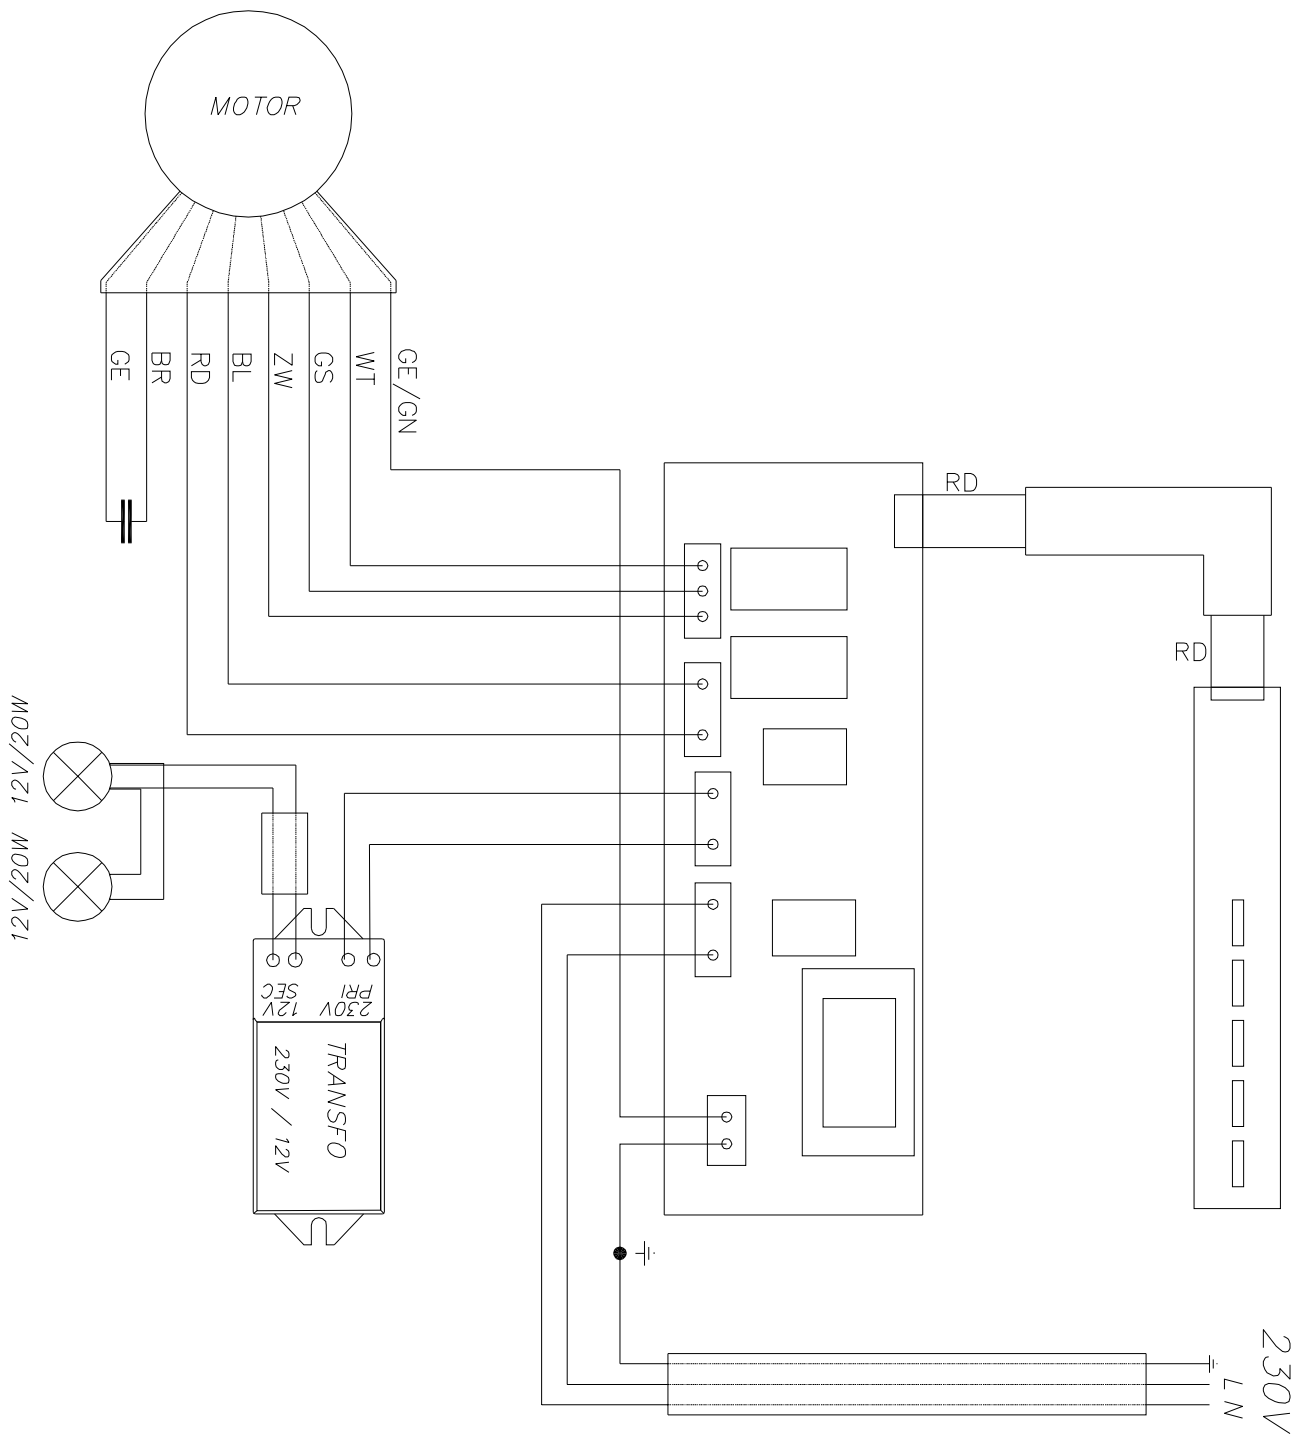 MOTOR
GE
BR
RD
BL
ZW
GS
WT
GE/GN
RD
RD
12V/20W
12V/20W
SEC
12V
PRI
230V
TRANSFO
230V / 12V
230V
L N